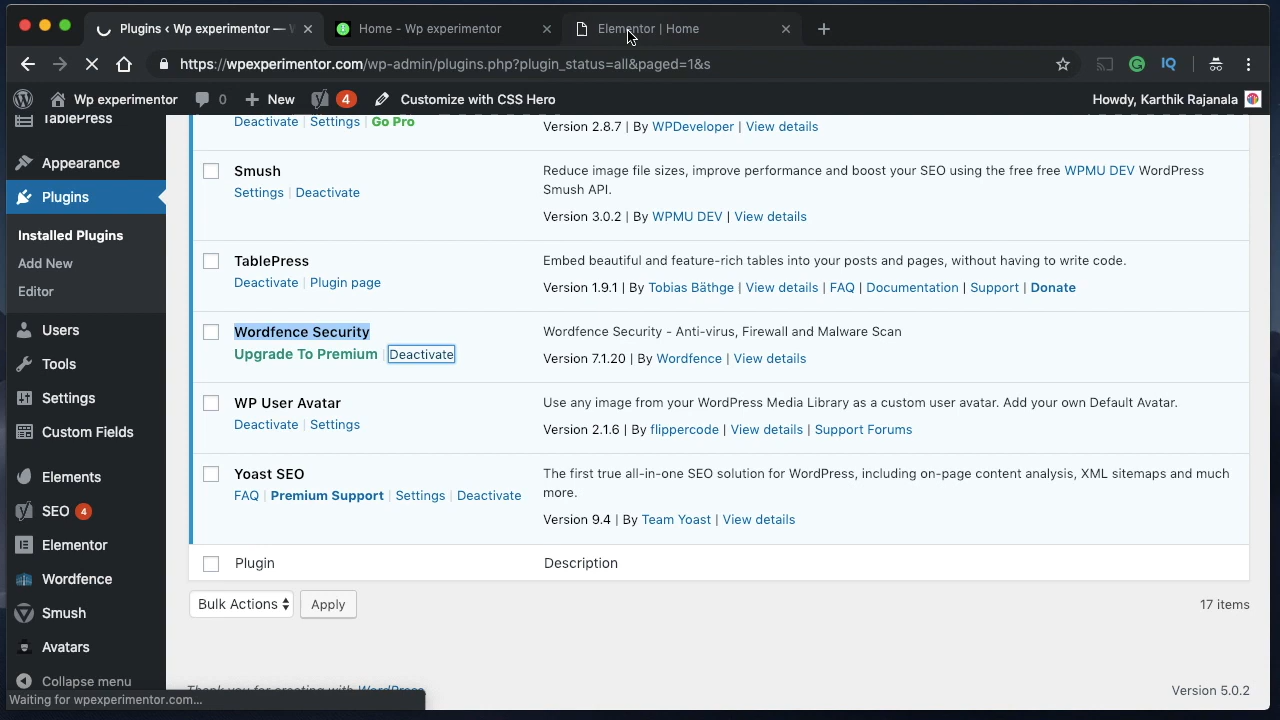 Plugins ‹ Wp experimentor —
Home - Wp experimentor
Elementor | Home
https://wpexperimentor.com/wp-admin/plugins.php?plugin_status=all&paged=1&s
Wp experimentor
0
New
4
Customize with CSS Hero
Howdy, Karthik Rajanala
TablePress
Appearance
Plugins
Installed Plugins
Add New
Editor
Users
Tools
Settings
Custom Fields
Elements
SEO 4
Elementor
Wordfence
Smush
Avatars
Collapse menu
Deactivate | Settings | Go Pro
Version 2.8.7 | By WPDeveloper | View details
Smush
Settings | Deactivate
Reduce image file sizes, improve performance and boost your SEO using the free free WPMU DEV WordPress
Smush API.
Version 3.0.2 | By WPMU DEV | View details
TablePress
Deactivate | Plugin page
Embed beautiful and feature-rich tables into your posts and pages, without having to write code.
Version 1.9.1 | By Tobias Bäthge | View details | FAQ | Documentation | Support | Donate
Wordfence Security
Upgrade To Premium | Deactivate
Wordfence Security - Anti-virus, Firewall and Malware Scan
Version 7.1.20 | By Wordfence | View details
WP User Avatar
Deactivate | Settings
Use any image from your WordPress Media Library as a custom user avatar. Add your own Default Avatar.
Version 2.1.6 | By flippercode | View details | Support Forums
Yoast SEO
FAQ | Premium Support | Settings | Deactivate
The first true all-in-one SEO solution for WordPress, including on-page content analysis, XML sitemaps and much
more.
Version 9.4 | By Team Yoast | View details
Plugin
Description
Bulk Actions
Apply
17 items
Thank you for creating with WordPress
Version 5.0.2
Waiting for wpexperimentor.com...